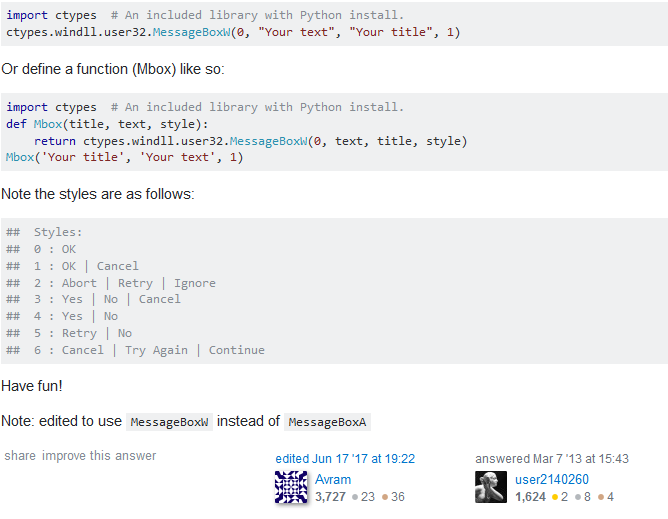 import ctypes  # An included library with Python install.
ctypes.windll.user32.MessageBoxW(0, "Your text", "Your title", 1)
Or define a function (Mbox) like so:
import ctypes  # An included library with Python install.
def Mbox(title, text, style):
    return ctypes.windll.user32.MessageBoxW(0, text, title, style)
Mbox('Your title', 'Your text', 1)
Note the styles are as follows:
##  Styles:
##  0 : OK
##  1 : OK | Cancel
##  2 : Abort | Retry | Ignore
##  3 : Yes | No | Cancel
##  4 : Yes | No
##  5 : Retry | No
##  6 : Cancel | Try Again | Continue
Have fun!
Note: edited to use MessageBoxW instead of MessageBoxA
share improve this answer
edited Jun 17 '17 at 19:22
Avram
3,727 23 36
answered Mar 7 '13 at 15:43
user2140260
1,624 2 8 4